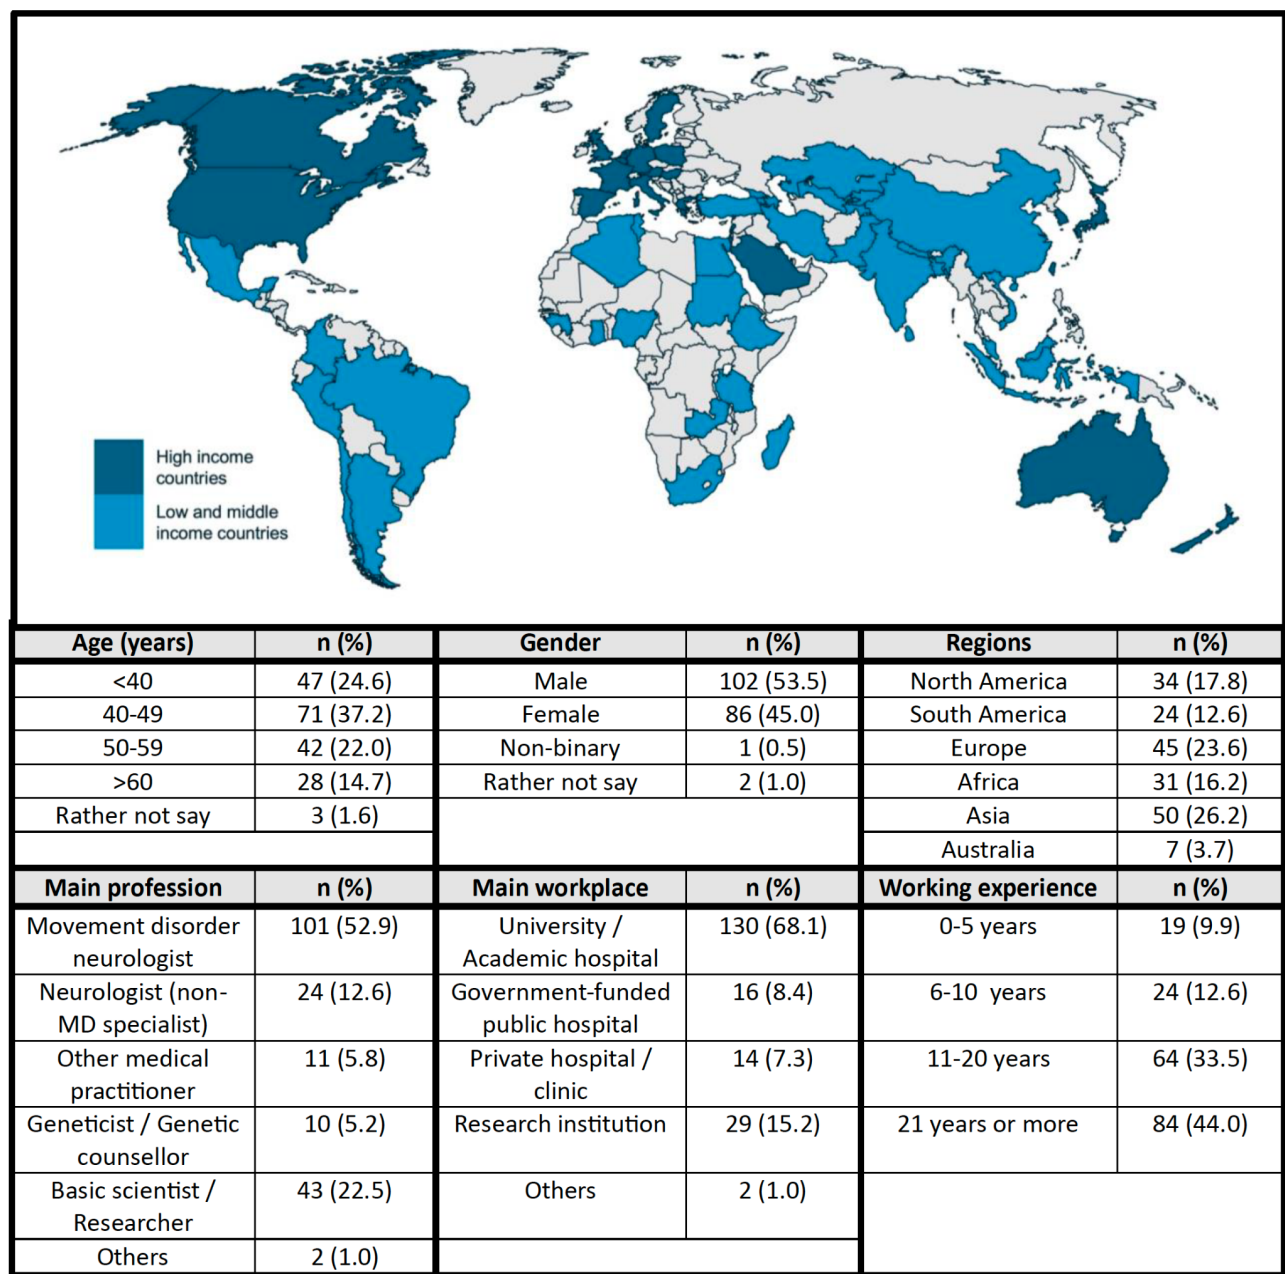 High income
countries
Low and middle
income countries
Age (years) n (%) Gender n (%) Regions n (%)
<40 47 (24.6) Male 102 (53.5) North America 34 (17.8)
40-49 71 (37.2) Female 86 (45.0) South America 24 (12.6)
50-59 42 (22.0) Non-binary 1 (0.5) Europe 45 (23.6)
>60 28 (14.7) Rather not say 2 (1.0) Africa 31 (16.2)
Rather not say 3 (1.6) Asia 50 (26.2)
Australia 7 (3.7)
Main profession n (%) Main workplace n (%) Working experience n (%)
Movement disorder 101 (52.9) University / 130 (68.1) 0-5 years 19 (9.9)
neurologist Academic hospital
Neurologist (non- 24 (12.6) Government-funded 16 (8.4) 6-10 years 24 (12.6)
MD specialist) public hospital
Other medical 11 (5.8) Private hospital / 14 (7.3) 11-20 years 64 (33.5)
practitioner clinic
Geneticist / Genetic 10 (5.2) Research institution 29 (15.2) 21 years or more 84 (44.0)
counsellor
Basic scientist / 43 (22.5) Others 2 (1.0)
Researcher
Others 2 (1.0)